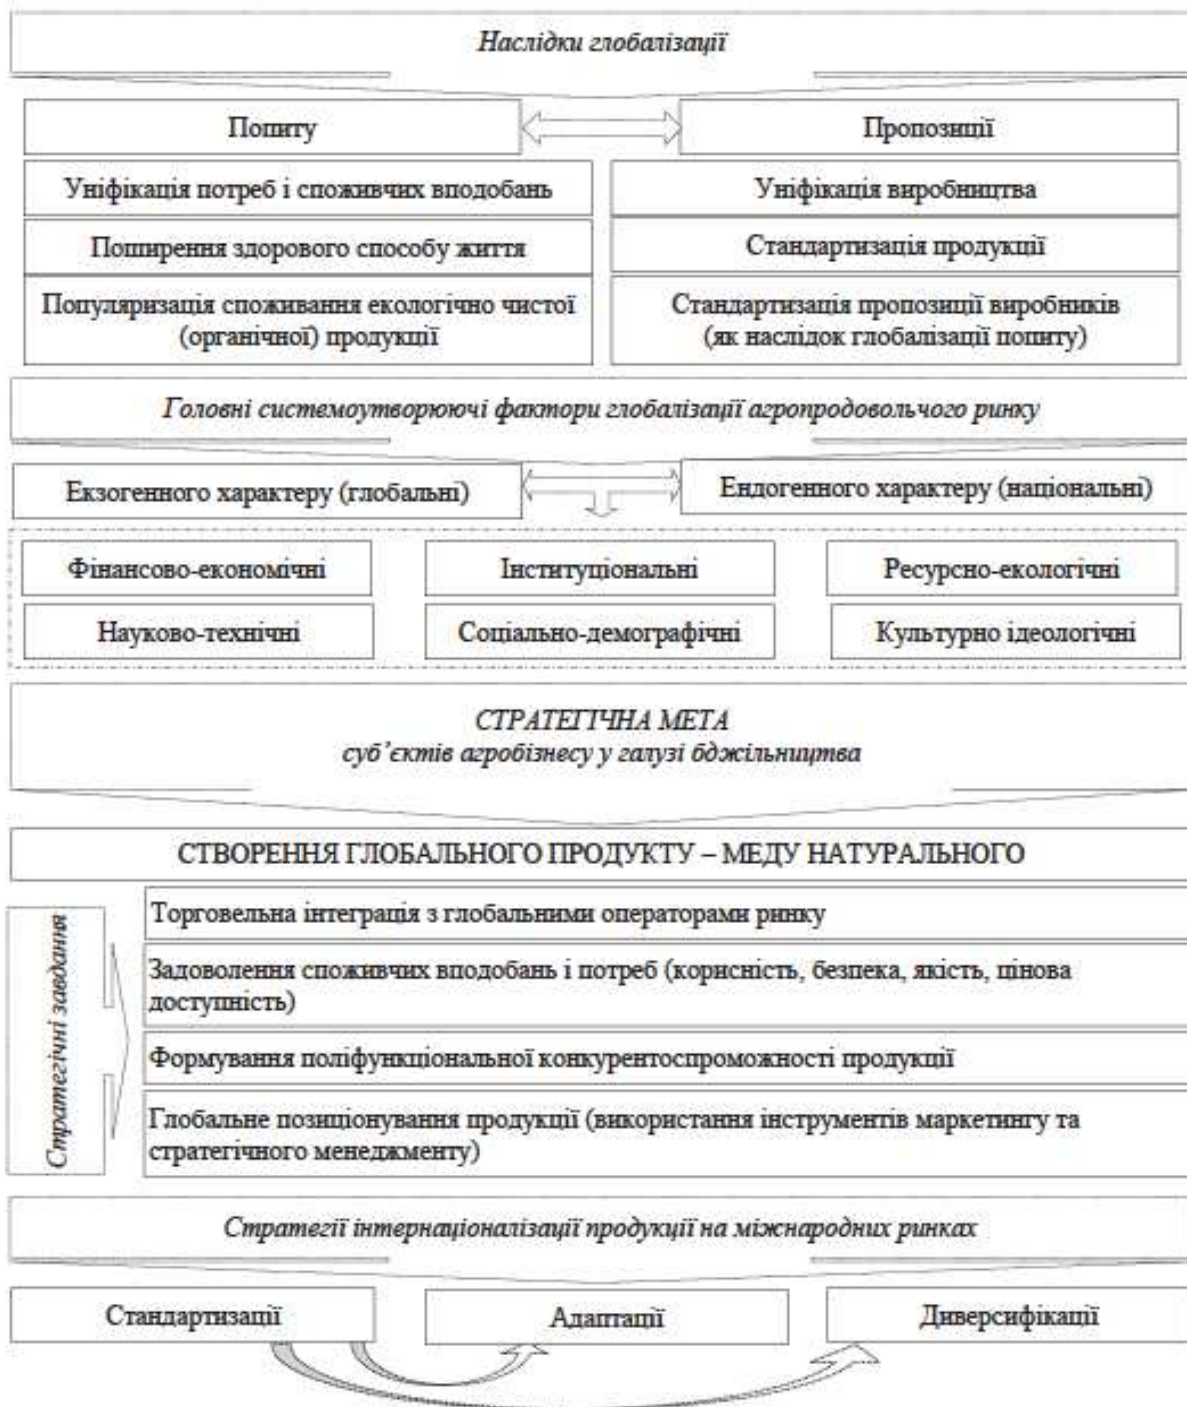 Наслідки глобалізації
Попиту
Пропозиції
Уніфікація потреб і споживчих вподобань
Уніфікація виробництва
Поширення здорового способу життя
Стандартизація продукції
Популяризація споживання екологічно чистої
(органічної) продукції
Стандартизація пропозиції виробників
(як наслідок глобалізації попиту)
Головні системоутворюючі фактори глобалізації агропродовольчого ринку
Екзогенного характеру (глобальні)
Ендогенного характеру (національні)
Фінансово-економічні
Інституціональні
Ресурсно-екологічні
Науково-технічні
Соціально-демографічні
Культурно ідеологічні
СТРАТЕГІЧНА МЕТА
суб’єктів агробізнесу у галузі бджільництва
СТВОРЕННЯ ГЛОБАЛЬНОГО ПРОДУКТУ – МЕДУ НАТУРАЛЬНОГО
Стратегічні завдання
Торговельна інтеграція з глобальними операторами ринку
Задоволення споживчих вподобань і потреб (корисність, безпека, якість, цінова
доступність)
Формування поліфункціональної конкурентоспроможності продукції
Глобальне позиціонування продукції (використання інструментів маркетингу та
стратегічного менеджменту)
Стратегії інтернаціоналізації продукції на міжнародних ринках
Стандартизації
Адаптації
Диверсифікації